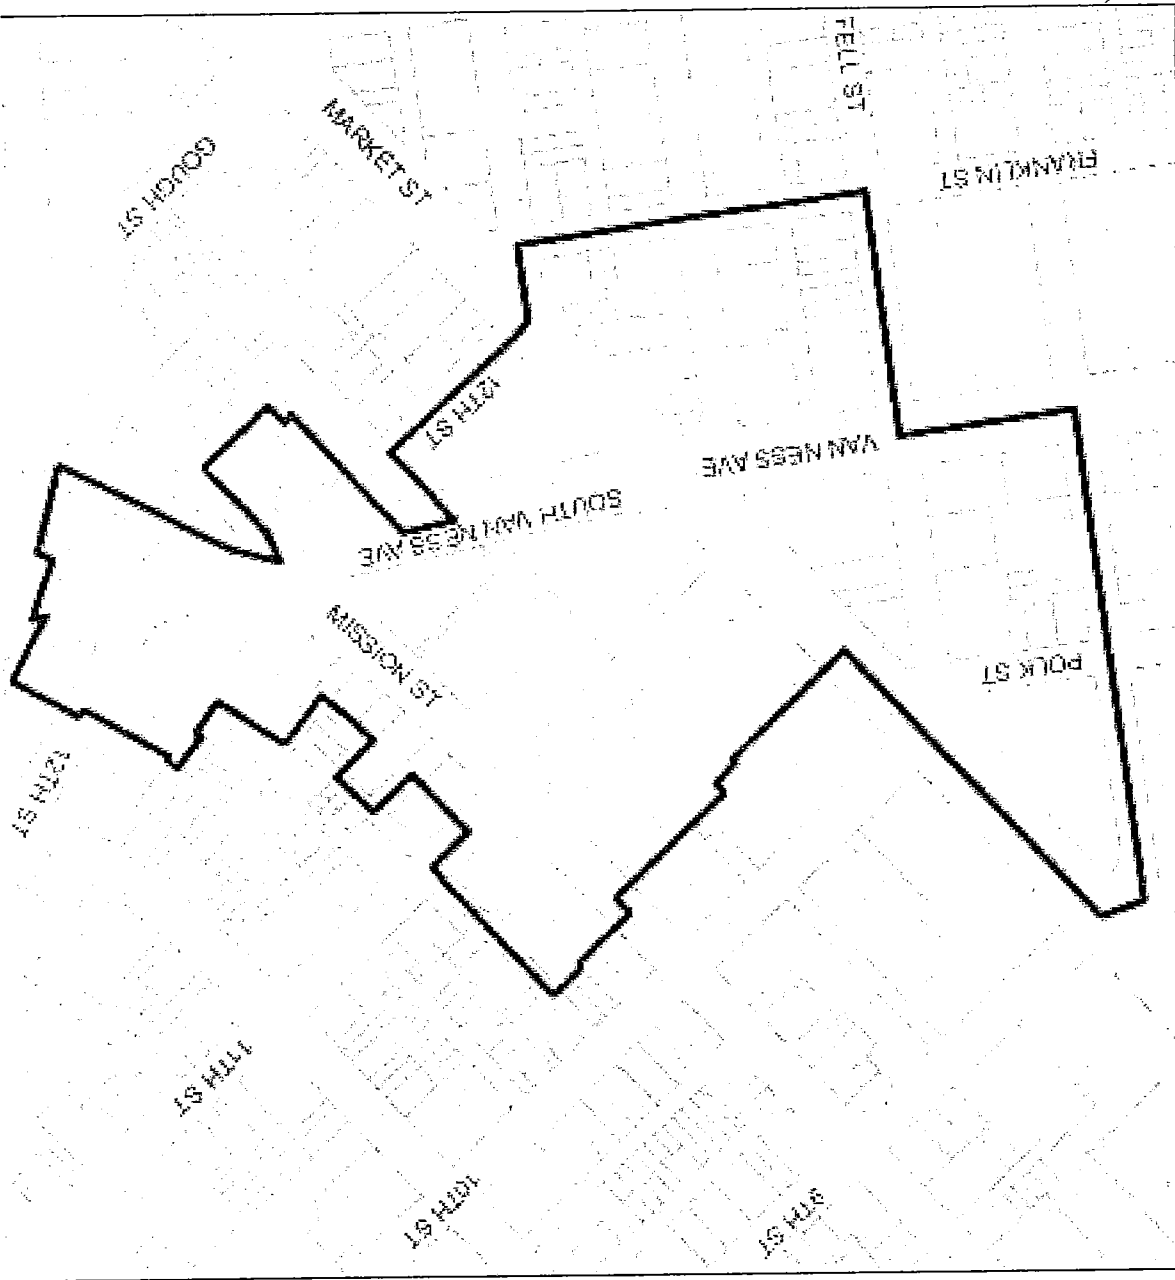 FELL ST
MARKET ST
GOUGH ST
FRANKLIN ST
12TH ST
VAN NESS AVE
SOUTH VAN NESS AVE
MISSION ST
POLK ST
12TH ST
11TH ST
10TH ST
9TH ST